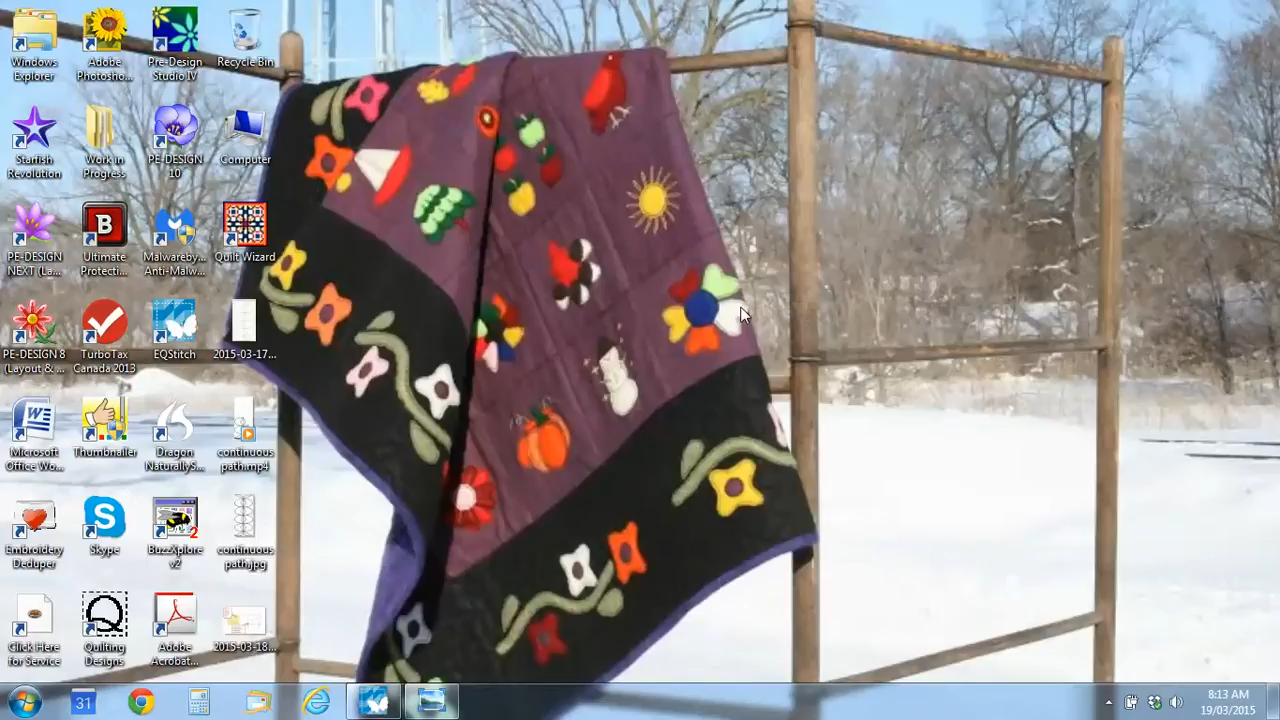 Windows Explorer
Adobe Photosho...
Pre-Design Studio IV
Recycle Bin
Starfish Revolution
Work in Progress
PE-DESIGN 10
Computer
PE-DESIGN NEXT (La...
Ultimate Protecti...
Malwareby... Anti-Malw...
Quilt Wizard
PE-DESIGN 8 (Layout & ...
TurboTax Canada 2013
EQStitch
2015-03-17...
Microsoft Office Wo...
Thumbnailer
Dragon NaturallyS...
continuous path.mp4
Embroidery Deduper
Skype
BuzzXplore v2
continuous path.jpg
Click Here for Service
Quilting Designs
Adobe Acrobat...
2015-03-18...
31
8:13 AM
19/03/2015